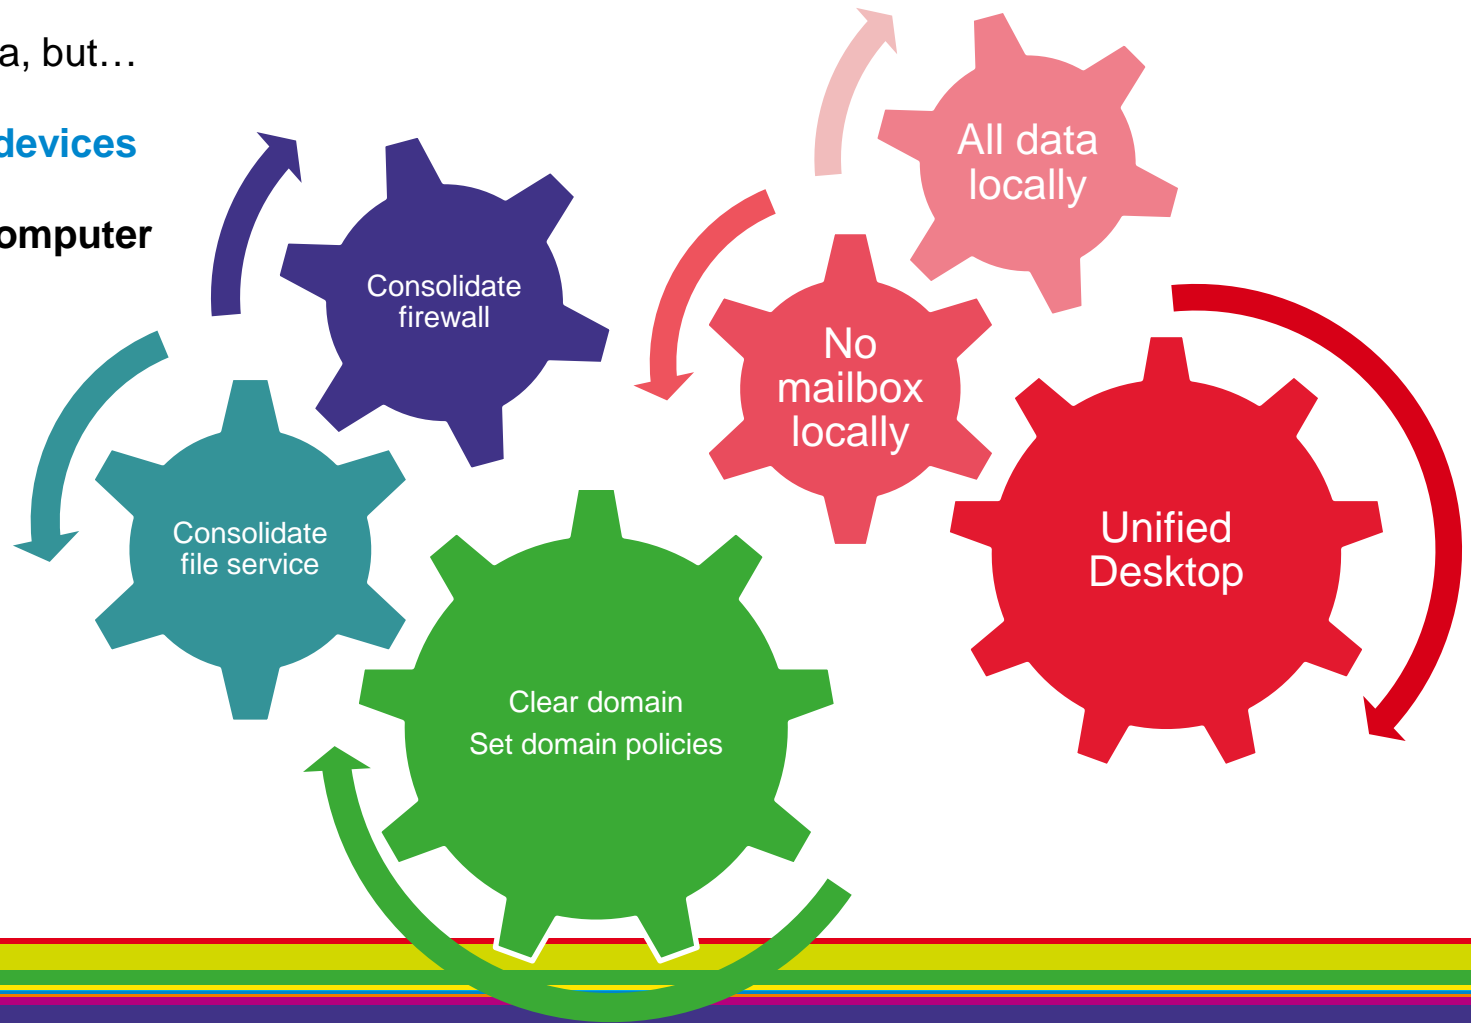 a, but…
devices
omputer
Consolidate
firewall
Consolidate
file service
Clear domain
Set domain policies
All data
locally
No
mailbox
locally
Unified
Desktop